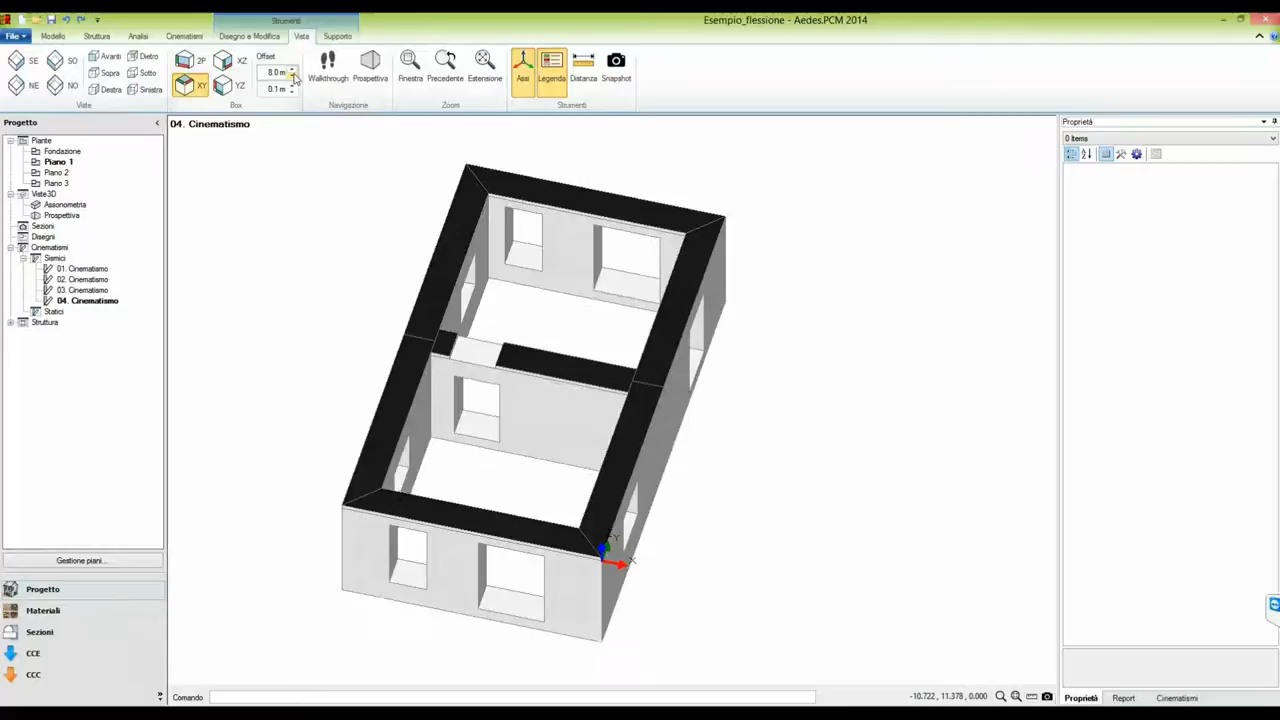 Strumenti
Esempio_flessione - Aedes.PCM 2014
File
Modello
Struttura
Analisi
Cinematismi
Disegno e Modifica
Vista
Supporto
SE
SO
NE
NO
Avanti
Dietro
Sopra
Sotto
Destra
Sinistra
Viste
2P
XZ
XY
YZ
Box
Offset
8.0 m
0.1 m
Walkthrough
Prospettiva
Navigazione
Finestra
Precedente
Estensione
Zoom
Assi
Legenda
Distanza
Snapshot
Strumenti
Progetto
Piante
Fondazione
Piano 1
Piano 2
Piano 3
Viste3D
Assonometria
Prospettiva
Sezioni
Disegni
Cinematismi
Sismici
01. Cinematismo
02. Cinematismo
03. Cinematismo
04. Cinematismo
Statici
Struttura
Gestione piani...
Progetto
Materiali
Sezioni
CCE
CCC
04. Cinematismo
Y
X
Comando
-10.722, 11.378, 0.000
Proprietà
0 Items
Proprietà
Report
Cinematismi